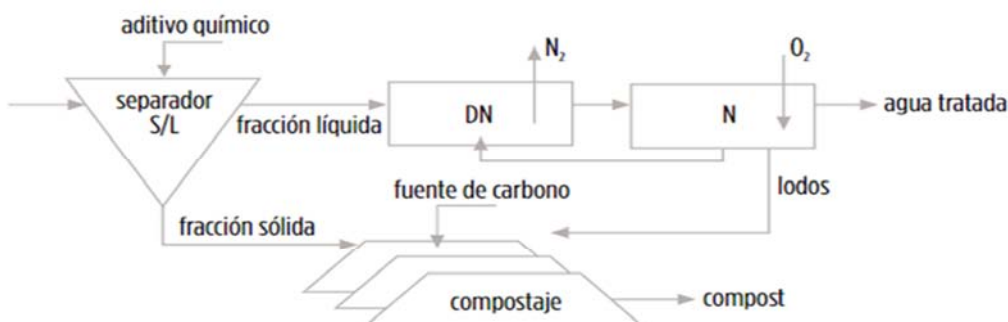 aditivo químico
separador
S/L
fracción líquida
DN
N₂
N
O₂
agua tratada
lodos
fuente de carbono
fracción sólida
compostaje
compost